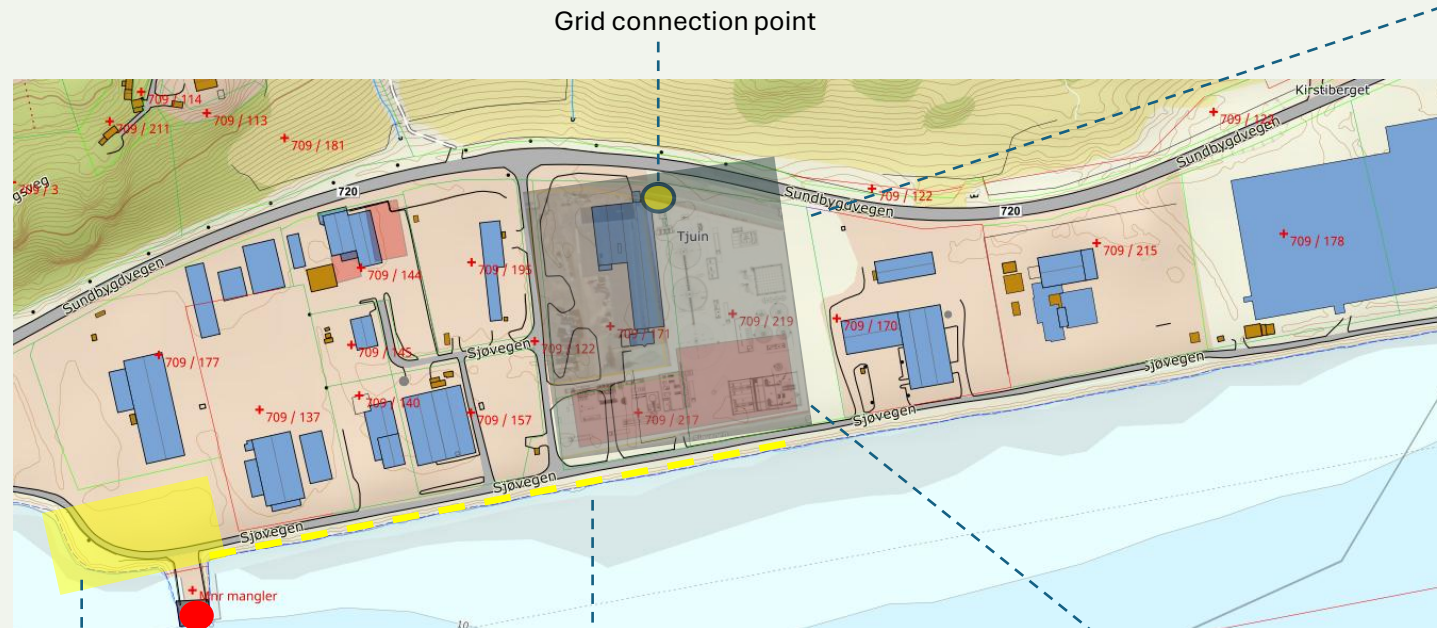 Grid connection point
Kirstiberget
709 / 114
709 / 113
709 / 211
709 / 181
709 / 3
720
Sundbygdvegen
709 / 122
Sundbygdvegen
720
Tjuin
709 / 144
709 / 195
709 / 215
709 / 178
Sundbygdvegen
709 / 145
Sjøvegen
709 / 122
709 / 171
709 / 219
709 / 170
Sjøvegen
709 / 177
709 / 137
709 / 140
709 / 157
709 / 217
Sjøvegen
Sjøvegen
Sjøvegen
Mnr mangler
10